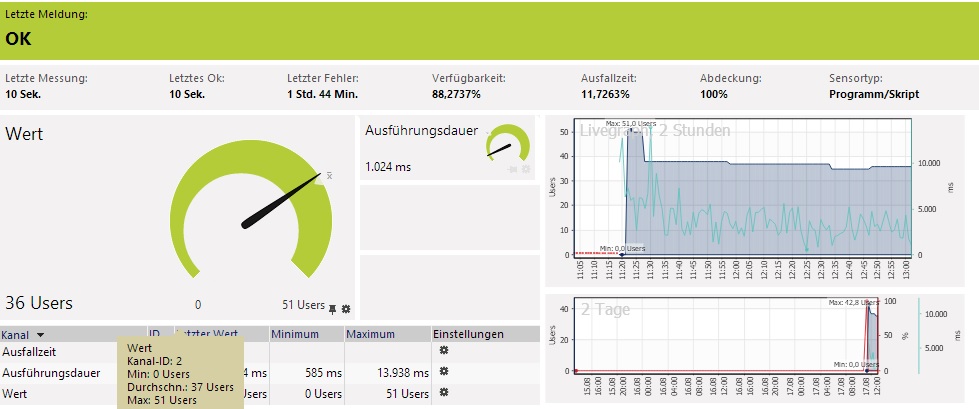 Letzte Meldung:
OK
Letzte Messung: Letztes Ok: Letzter Fehler: Verfügbarkeit: Ausfallzeit: Abdeckung: Sensortyp:
10 Sek. 10 Sek. 1 Std. 44 Min. 88,2737% 11,7263% 100% Programm/Skript
Wert
x̄
36 Users 0 51 Users
Ausführungsdauer
1.024 ms
Livegraph 2 Stunden
Max: 51,0 Users
Min: 0,0 Users
Users
50
40
30
20
10
0
10.000
5.000
0
ms
11:05 11:10 11:15 11:20 11:25 11:30 11:35 11:40 11:45 11:50 11:55 12:00 12:05 12:10 12:15 12:20 12:25 12:30 12:35 12:40 12:45 12:50 12:55 13:00
2 Tage
Max: 42,8 Users
Min: 0,0 Users
Users
40
20
0
100
50
0
%
10.000
5.000
ms
15.08 16:00 16.08 20:00 16.08 00:00 16.08 04:00 16.08 08:00 16.08 12:00 16.08 16:00 16.08 20:00 17.08 00:00 17.08 04:00 17.08 08:00 17.08 12:00
Kanal ID Letzter Wert Minimum Maximum Einstellungen
Ausfallzeit
Ausführungsdauer 4 ms 585 ms 13.938 ms
Wert 0 Users 51 Users
Wert
Kanal-ID: 2
Min: 0 Users
Durchschn.: 37 Users
Max: 51 Users